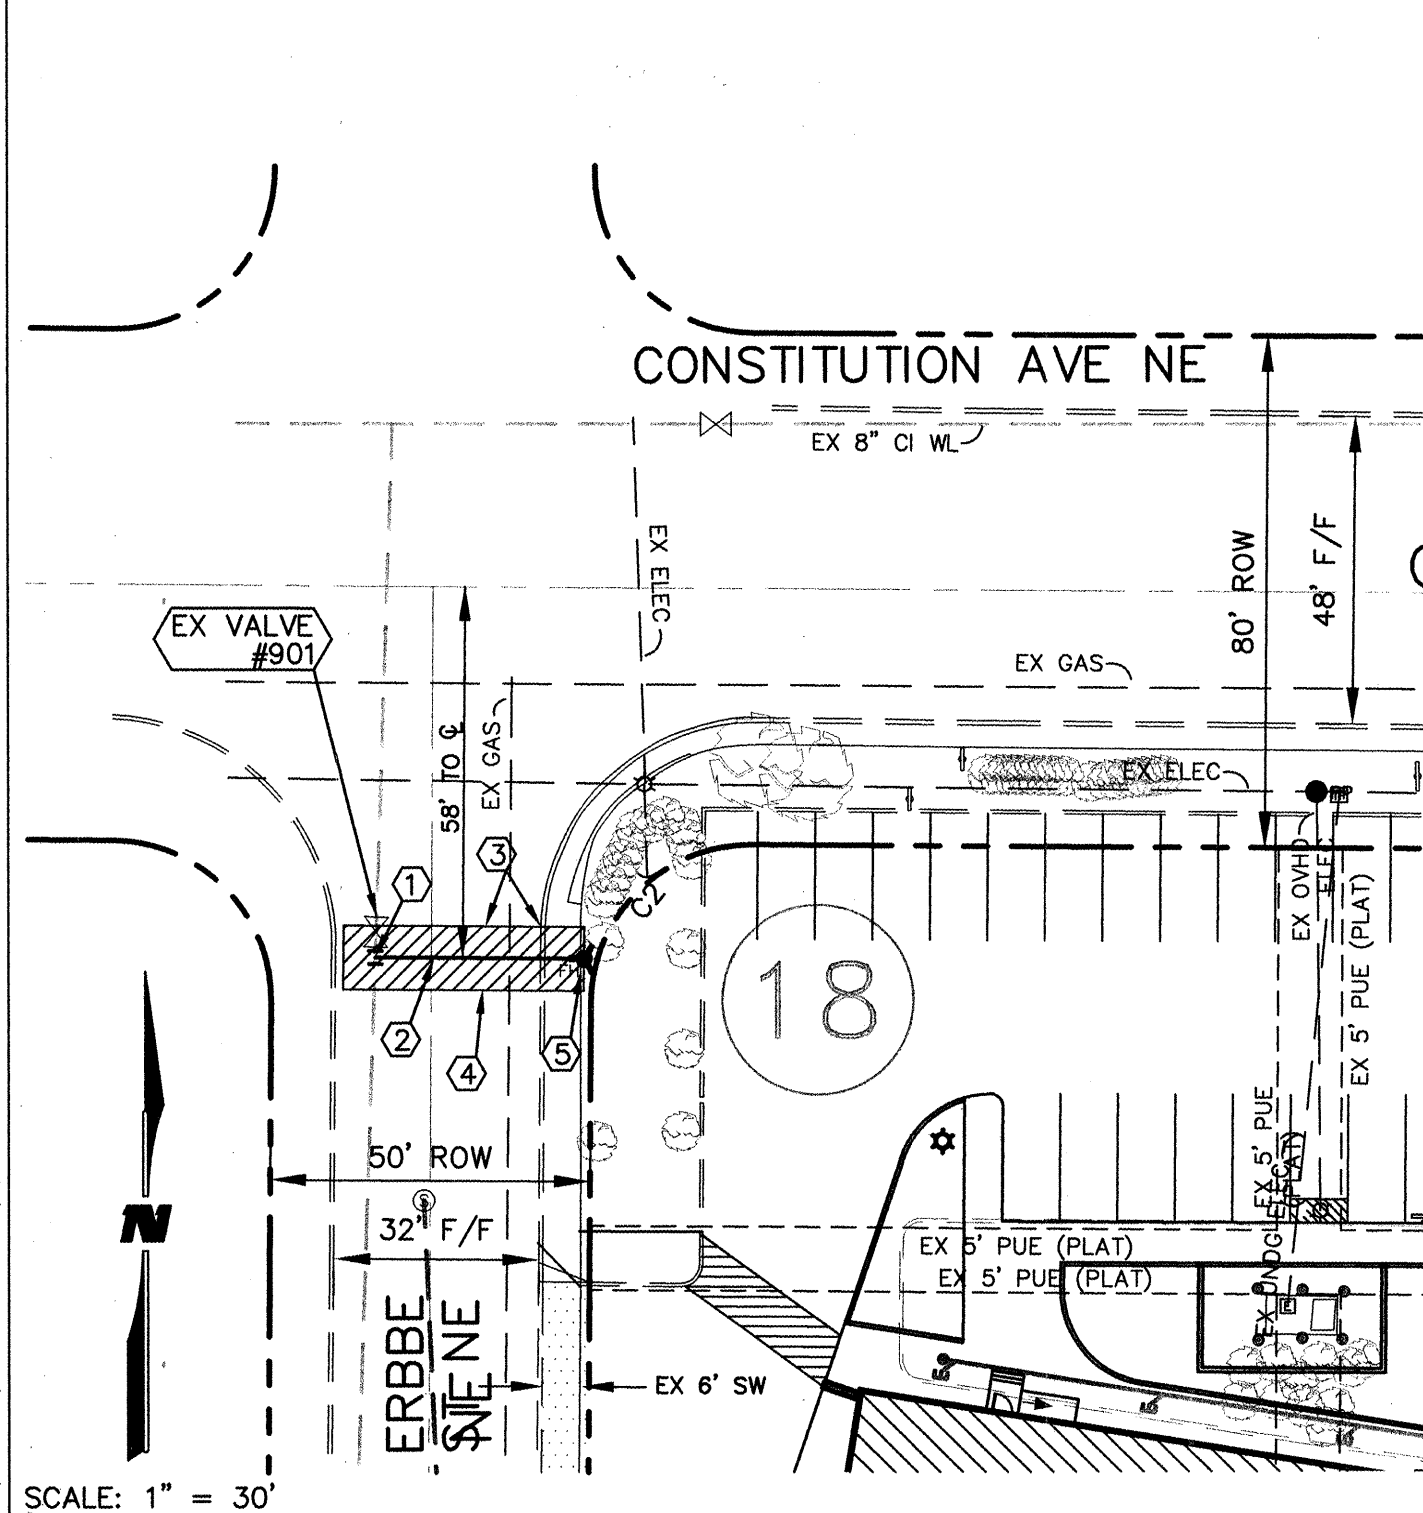 CONSTITUTION AVE NE
EX 8" CI WL
EX ELEC
80' ROW
48' F/F
EX VALVE
#901
EX GAS
58' TO ℄
EX GAS
EX ELEC
3
1
C2
EX OVHD
ELEC
EX 5' PUE (PLAT)
18
2
4
5
50' ROW
32' F/F
N
EX 5' PUE
(PLAT)
EX UNDG ELEC
EX 5' PUE (PLAT)
EX 5' PUE (PLAT)
ERBBE
NE
EX 6' SW
SCALE: 1" = 30'